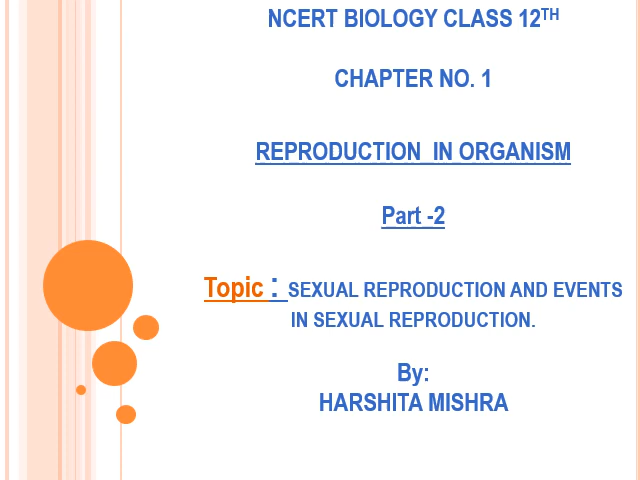 NCERT BIOLOGY CLASS 12TH
CHAPTER NO. 1
REPRODUCTION IN ORGANISM
Part -2
Topic : SEXUAL REPRODUCTION AND EVENTS
IN SEXUAL REPRODUCTION.
By:
HARSHITA MISHRA